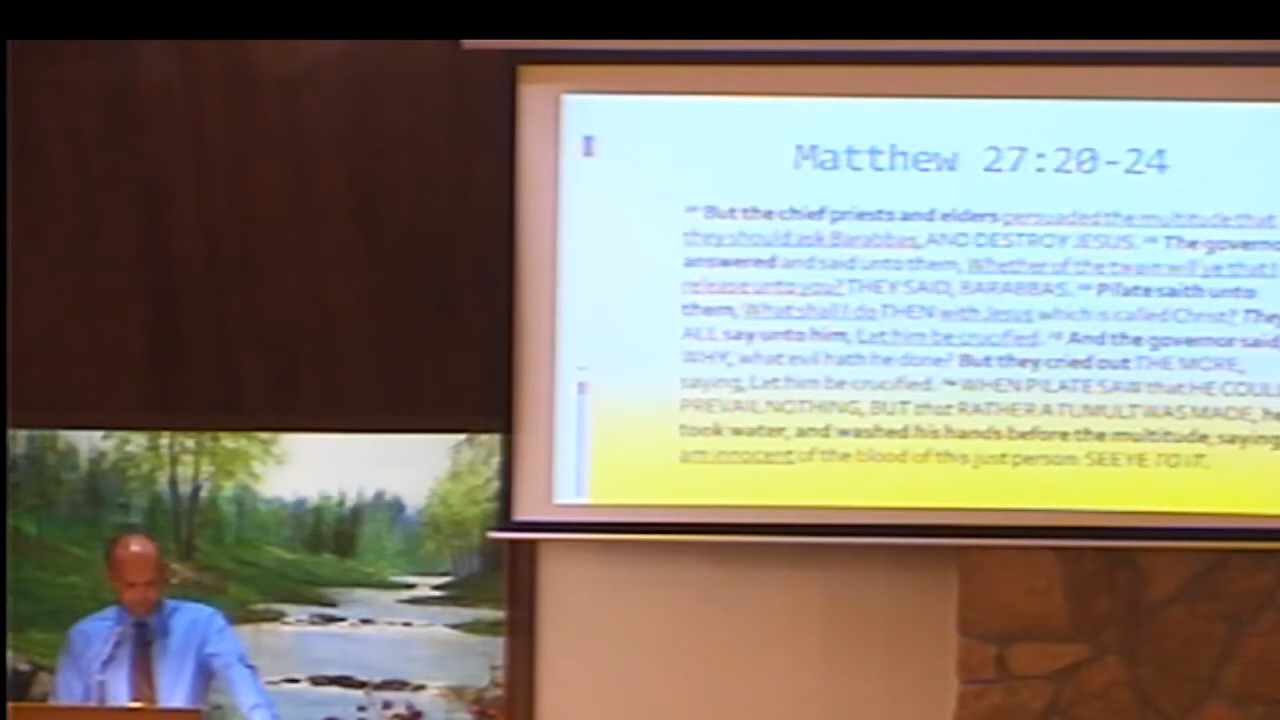 Matthew 27:20-24
But the chief priests and elders persuaded the multitude that
they should ask Barabbas, AND DESTROY JESUS. The governo
answered and said unto them, Whether of the twain will ye that I
release unto you? THEY SAID, BARABBAS. Pilate saith unto
them, What shall I do THEN with Jesus which is called Christ? They
ALL say unto him, Let him be crucified. And the governor said
WHY, what evil hath he done? But they cried out THE MORE,
saying, Let him be crucified. WHEN PILATE SAW that HE COUL
PREVAIL NOTHING, BUT that RATHER A TUMULT WAS MADE, he
took water, and washed his hands before the multitude, saying
am innocent of the blood of this just person: SEE YE TO IT.